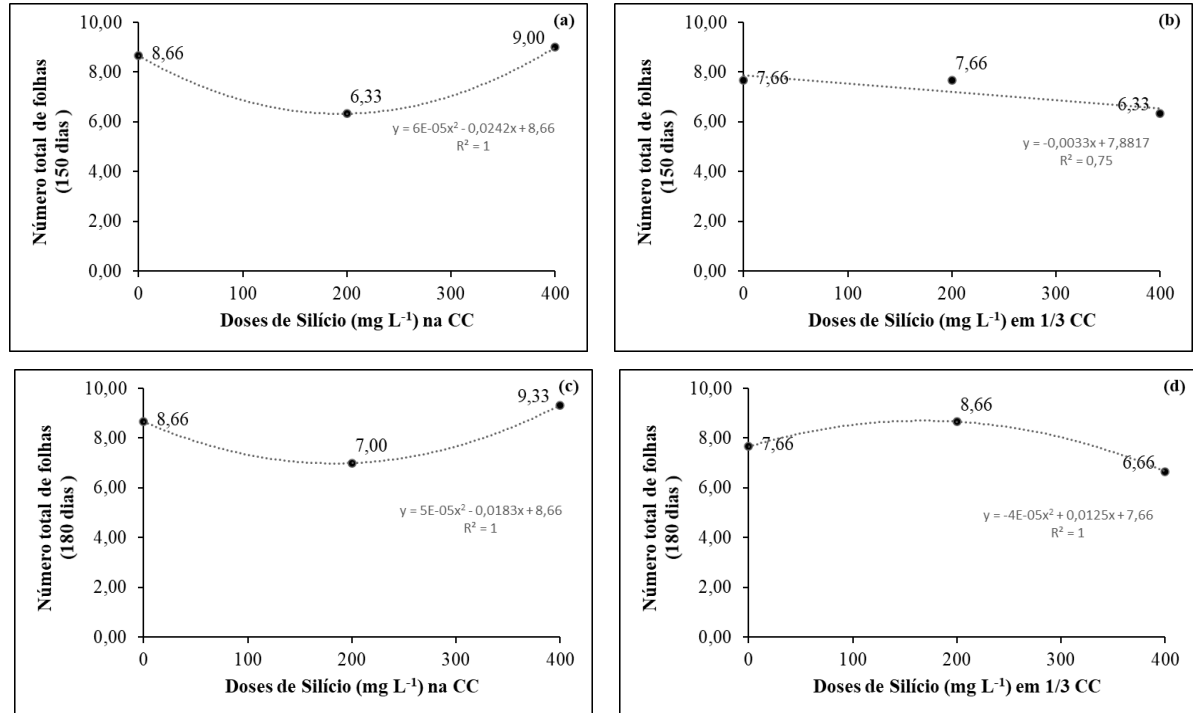 (a)
Número total de folhas
(150 dias )
10,00
8,00
6,00
4,00
2,00
0,00
8,66
6,33
9,00
y = 6E-05x² - 0,0242x + 8,66
R² = 1
0 100 200 300 400
Doses de Silício (mg L⁻¹) na CC
(b)
Número total de folhas
(150 dias )
10,00
8,00
6,00
4,00
2,00
0,00
7,66
7,66
6,33
y = -0,0033x + 7,8817
R² = 0,75
0 100 200 300 400
Doses de Silício (mg L⁻¹) em 1/3 CC
(c)
Número total de folhas
(180 dias )
10,00
8,00
6,00
4,00
2,00
0,00
8,66
7,00
9,33
y = 5E-05x² - 0,0183x + 8,66
R² = 1
0 100 200 300 400
Doses de Silício (mg L⁻¹) na CC
(d)
Número total de folhas
(180 dias )
10,00
8,00
6,00
4,00
2,00
0,00
7,66
8,66
6,66
y = -4E-05x² + 0,0125x + 7,66
R² = 1
0 100 200 300 400
Doses de Silício (mg L⁻¹) em 1/3 CC